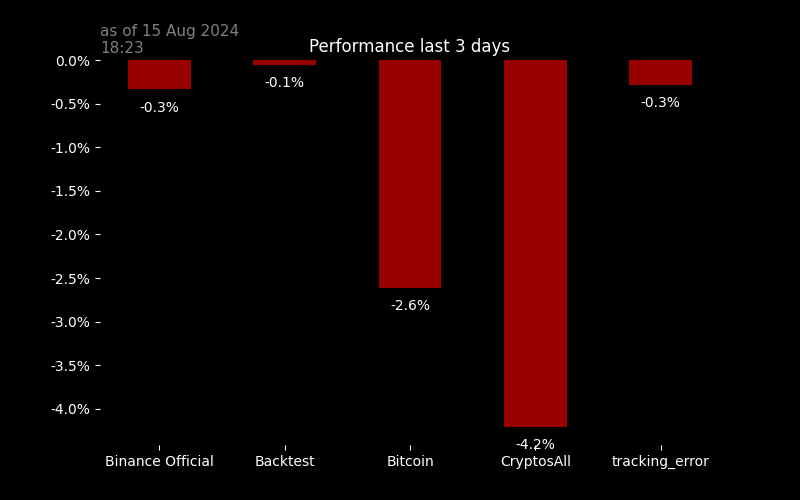 as of 15 Aug 2024
18:23
Performance last 3 days
0.0%
-0.5%
-1.0%
-1.5%
-2.0%
-2.5%
-3.0%
-3.5%
-4.0%
-0.3%
-0.1%
-2.6%
-4.2%
-0.3%
Binance Official
Backtest
Bitcoin
CryptosAll
tracking_error